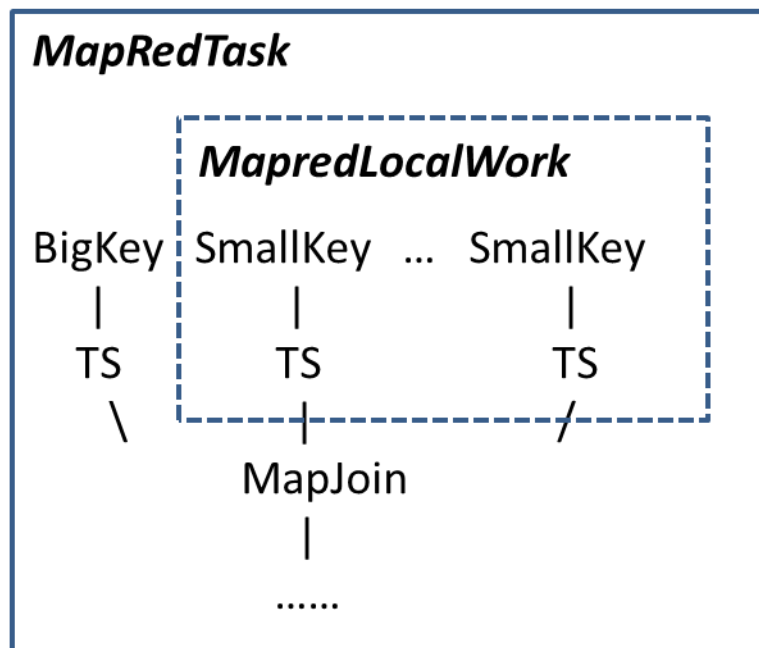 MapRedTask
MapredLocalWork
BigKey SmallKey ... SmallKey
| | |
TS TS TS
\ | /
MapJoin
|
......